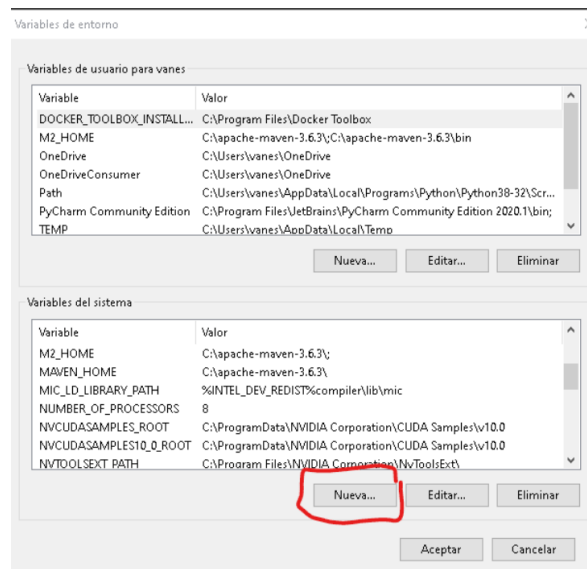 Variables de entorno
Variables de usuario para vanes
Variable Valor
DOCKER_TOOLBOX_INSTALL... C:\Program Files\Docker Toolbox
M2_HOME C:\apache-maven-3.6.3\;C:\apache-maven-3.6.3\bin
OneDrive C:\Users\vanes\OneDrive
OneDriveConsumer C:\Users\vanes\OneDrive
Path C:\Users\vanes\AppData\Local\Programs\Python\Python38-32\Scr...
PyCharm Community Edition C:\Program Files\JetBrains\PyCharm Community Edition 2020.1\bin;
TEMP C:\Users\vanes\AppData\Local\Temp
Nueva... Editar... Eliminar
Variables del sistema
Variable Valor
M2_HOME C:\apache-maven-3.6.3\;
MAVEN_HOME C:\apache-maven-3.6.3\
MIC_LD_LIBRARY_PATH %INTEL_DEV_REDIST%compiler\lib\mic
NUMBER_OF_PROCESSORS 8
NVCUDASAMPLES_ROOT C:\ProgramData\NVIDIA Corporation\CUDA Samples\v10.0
NVCUDASAMPLES10_0_ROOT C:\ProgramData\NVIDIA Corporation\CUDA Samples\v10.0
NVTOOLSEXT_PATH C:\Program Files\NVIDIA Corporation\NvToolsExt\
Nueva... Editar... Eliminar
Aceptar Cancelar